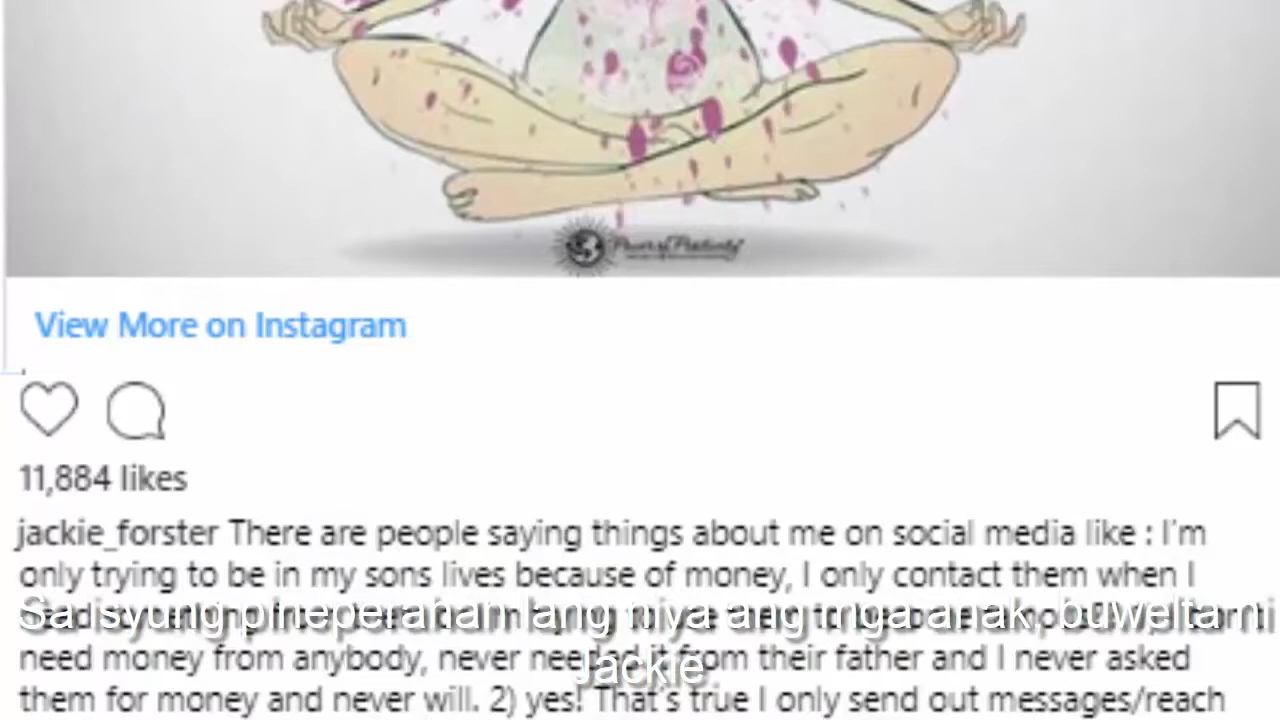 Power of Positivity
View More on Instagram
11,884 likes
jackie_forster There are people saying things about me on social media like : I'm
only trying to be in my sons lives because of money, I only contact them when I
need money from anybody, never needed it from their father and I never asked
them for money and never will. 2) yes! That's true I only send out messages/reach
Sa isyung pineperahan lang niya ang mga anak, buwelta ni
Jackie.